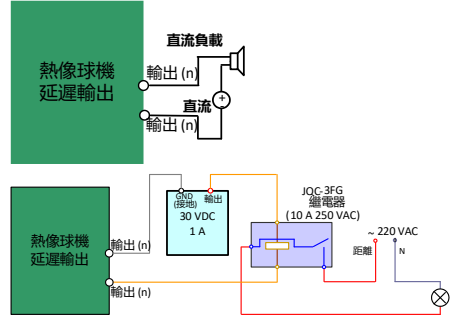 直流負載
熱像球機
延遲輸出
輸出 (n)
+
-
直流
輸出 (n)
GND
(接地)
輸出
30 VDC
1 A
JQC-3FG
繼電器
(10 A 250 VAC)
~ 220 VAC
距離
N
熱像球機
延遲輸出
輸出 (n)
輸出 (n)